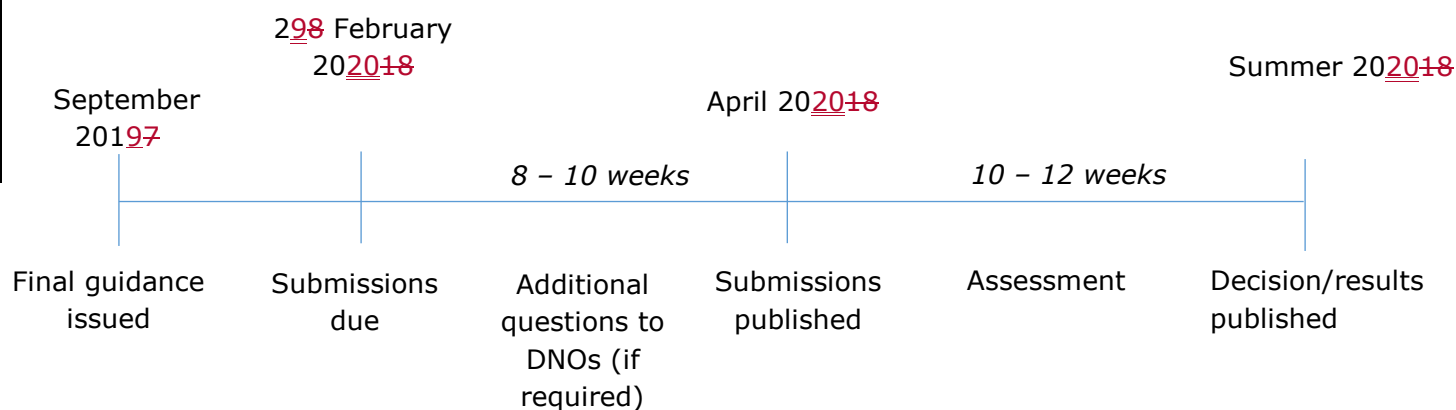 298 February
202018
Summer 202018
September
20197
April 202018
8 – 10 weeks
10 – 12 weeks
Final guidance
issued
Submissions
due
Additional
questions to
DNOs (if
required)
Submissions
published
Assessment
Decision/results
published